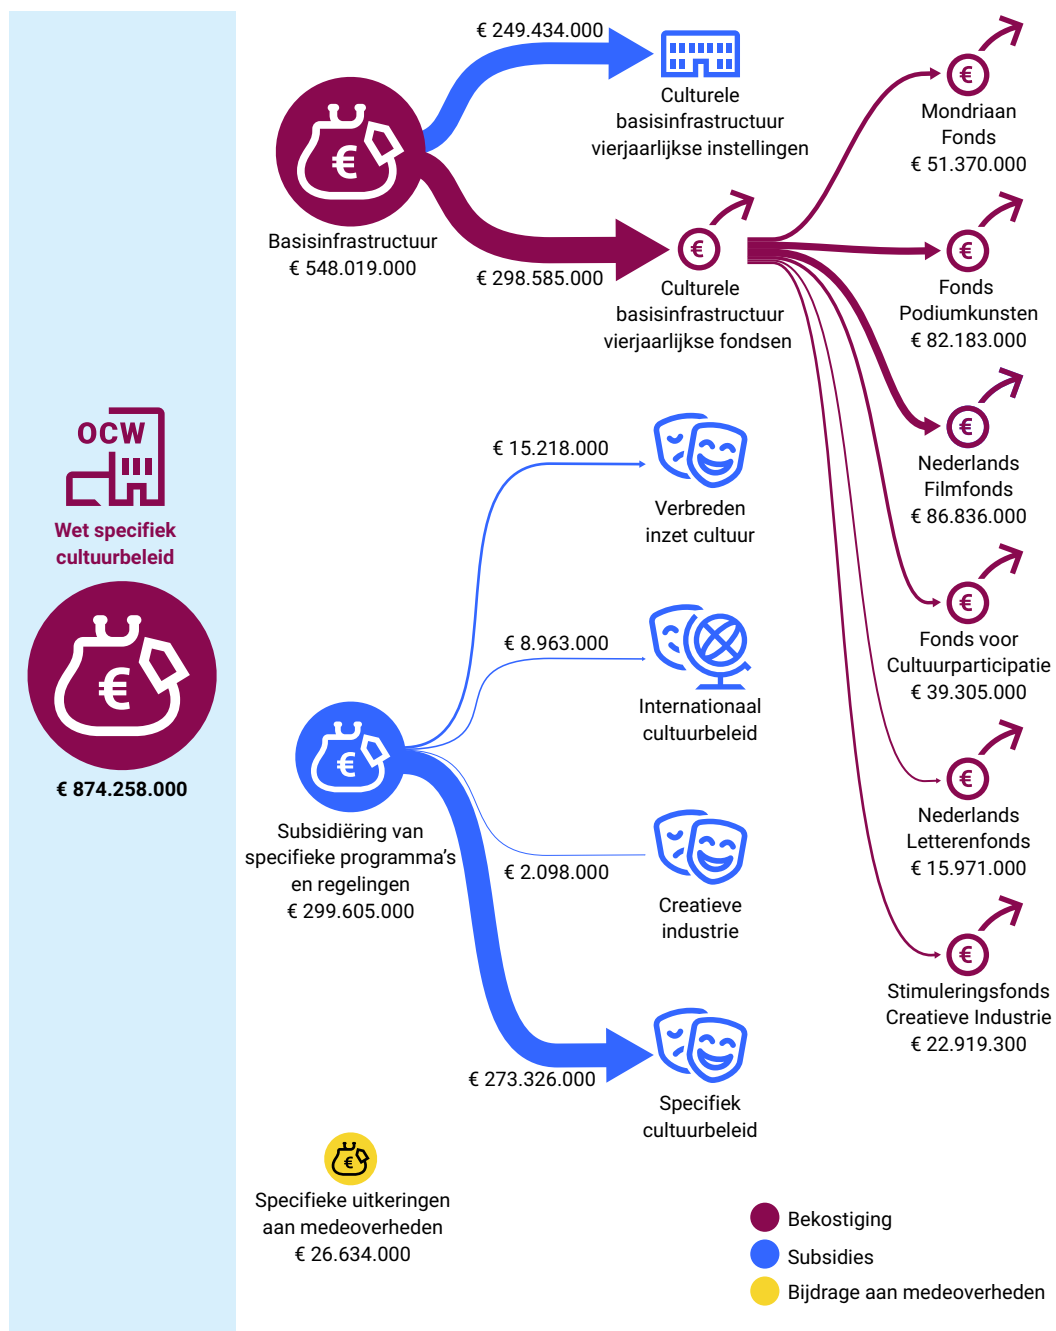 OCW
Wet specifiek
cultuurbeleid
€
€ 874.258.000
€
Basisinfrastructuur
€ 548.019.000
€ 249.434.000
Culturele
basisinfrastructuur
vierjaarlijkse instellingen
€ 298.585.000
€
Culturele
basisinfrastructuur
vierjaarlijkse fondsen
€
Mondriaan
Fonds
€ 51.370.000
€
Fonds
Podiumkunsten
€ 82.183.000
€
Nederlands
Filmfonds
€ 86.836.000
€
Fonds voor
Cultuurparticipatie
€ 39.305.000
€
Nederlands
Letterenfonds
€ 15.971.000
€
Stimuleringsfonds
Creatieve Industrie
€ 22.919.300
€
Subsidiëring van
specifieke programma’s
en regelingen
€ 299.605.000
€ 15.218.000
Verbreden
inzet cultuur
€ 8.963.000
Internationaal
cultuurbeleid
€ 2.098.000
Creatieve
industrie
€ 273.326.000
Specifiek
cultuurbeleid
€
Specifieke uitkeringen
aan medeoverheden
€ 26.634.000
Bekostiging
Subsidies
Bijdrage aan medeoverheden